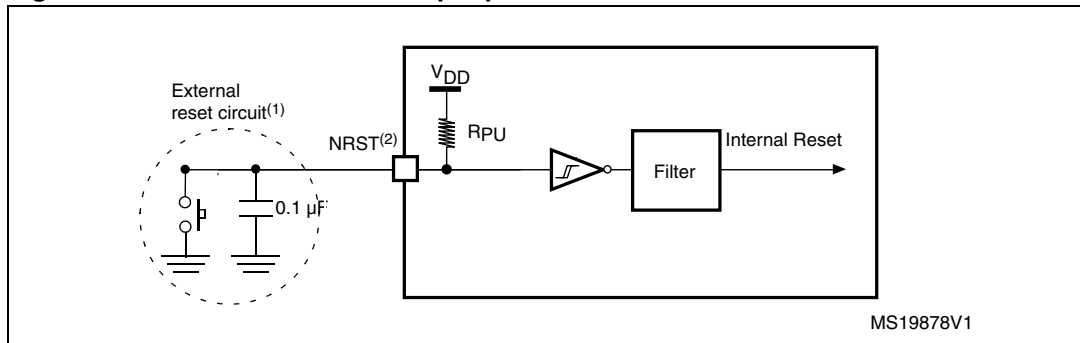 External
reset circuit(1)
VDD
NRST(2)
RPU
Internal Reset
Filter
0.1 µF
MS19878V1